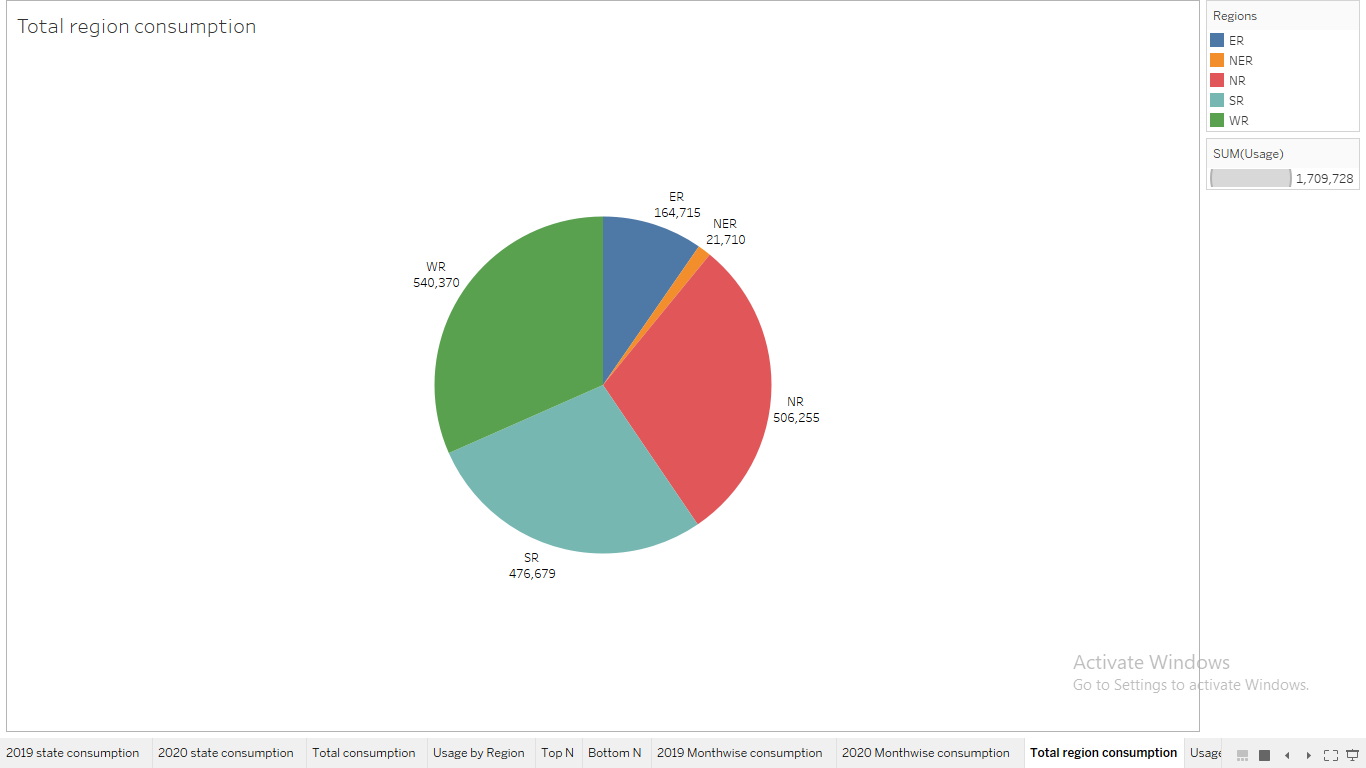 Total region consumption
ER
164,715
NER
21,710
WR
540,370
NR
506,255
SR
476,679
Regions
ER
NER
NR
SR
WR
SUM(Usage)
1,709,728
Activate Windows
Go to Settings to activate Windows.
2019 state consumption 2020 state consumption Total consumption Usage by Region Top N Bottom N 2019 Monthwise consumption 2020 Monthwise consumption Total region consumption Usage